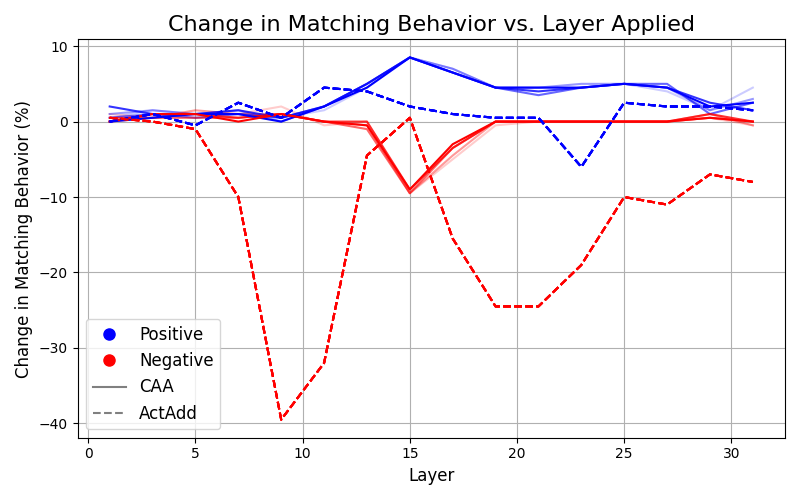 Change in Matching Behavior vs. Layer Applied
Change in Matching Behavior (%)
10
0
−10
−20
−30
−40
Positive
Negative
CAA
ActAdd
0 5 10 15 20 25 30
Layer